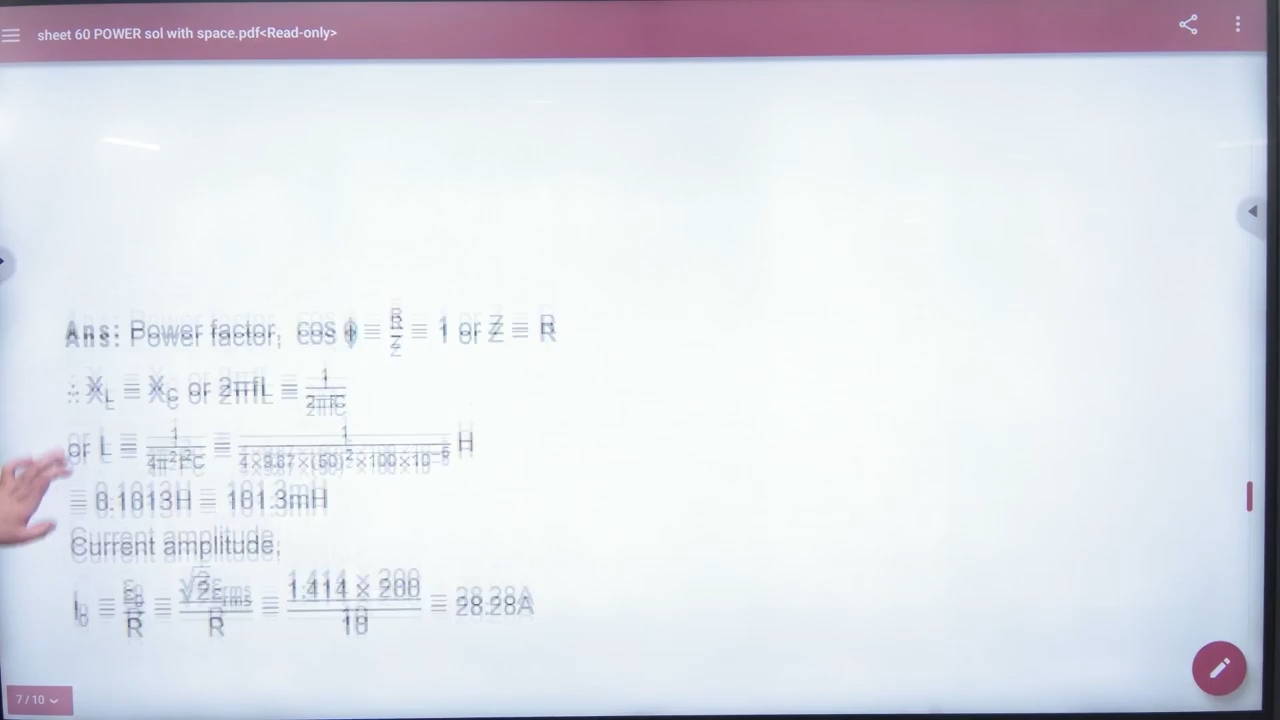 sheet 60 POWER sol with space.pdf<Read-only>
Ans: Power factor, cos ϕ = R/Z = 1 or Z = R
∴ X_L = X_C or 2πfL = 1/(2πfC)
or L = 1/(4π²f²C) = 1/(4×9.87×(50)²×100×10⁻⁶) H
= 0.1013H = 101.3mH
Current amplitude,
I₀ = ε₀/R = √2ε_rms/R = (1.414 × 200)/10 = 28.28A
7 / 10